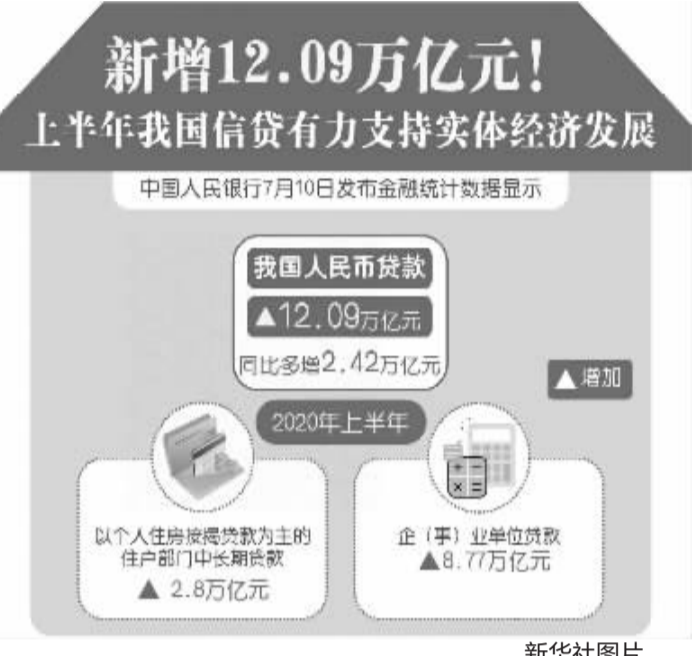 新增12.09万亿元！
上半年我国信贷有力支持实体经济发展
中国人民银行7月10日发布金融统计数据显示
我国人民币贷款
▲12.09万亿元
同比多增2.42万亿元
▲增加
2020年上半年
以个人住房按揭贷款为主的
住户部门中长期贷款
▲ 2.8万亿元
企（事）业单位贷款
▲8.77万亿元
新华社图片